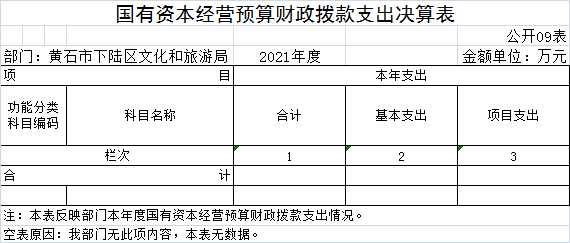 国有资本经营预算财政拨款支出决算表
公开09表
部门：黄石市下陆区文化和旅游局 2021年度 金额单位：万元
项 目 本年支出
功能分类科目编码 科目名称 合计 基本支出 项目支出
栏次 1 2 3
合 计
注：本表反映部门本年度国有资本经营预算财政拨款支出情况。
空表原因：我部门无此项内容，本表无数据。